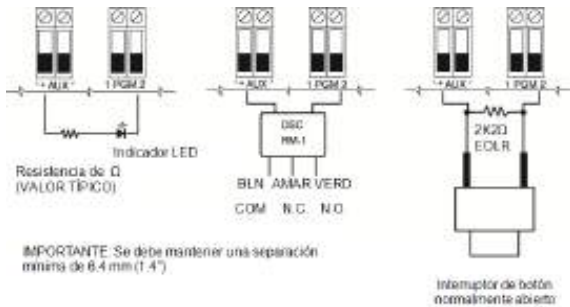 + AUX - 1 PGM 2
+ AUX - 1 PGM 2
+ AUX - 1 PGM 2
Indicador LED
Resistencia de Ω
(VALOR TÍPICO)
DSC
RM-1
BLN AMAR VERD
COM N.C. N.O
2K2Ω
EOLR
IMPORTANTE: Se debe mantener una separación
mínima de 6.4 mm (1.4")
Interruptor de botón
normalmente abierto